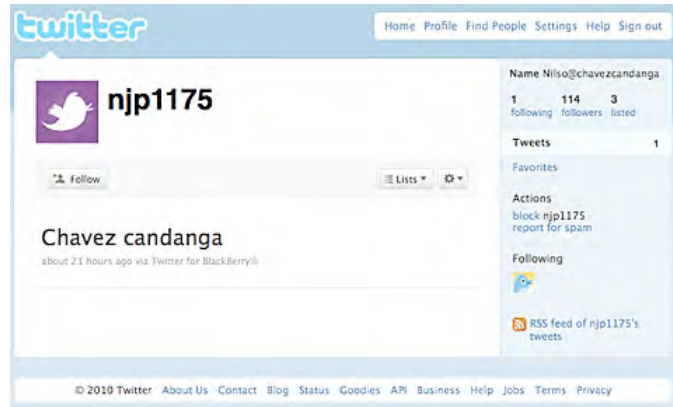 twitter
Home Profile Find People Settings Help Sign out
njp1175
Follow
Lists
Chavez candanga
about 21 hours ago via Twitter for BlackBerry®
Name Nilso@chavezcandanga
1 114 3
following followers listed
Tweets 1
Favorites
Actions
block njp1175
report for spam
Following
RSS feed of njp1175's
tweets
© 2010 Twitter About Us Contact Blog Status Goodies API Business Help Jobs Terms Privacy